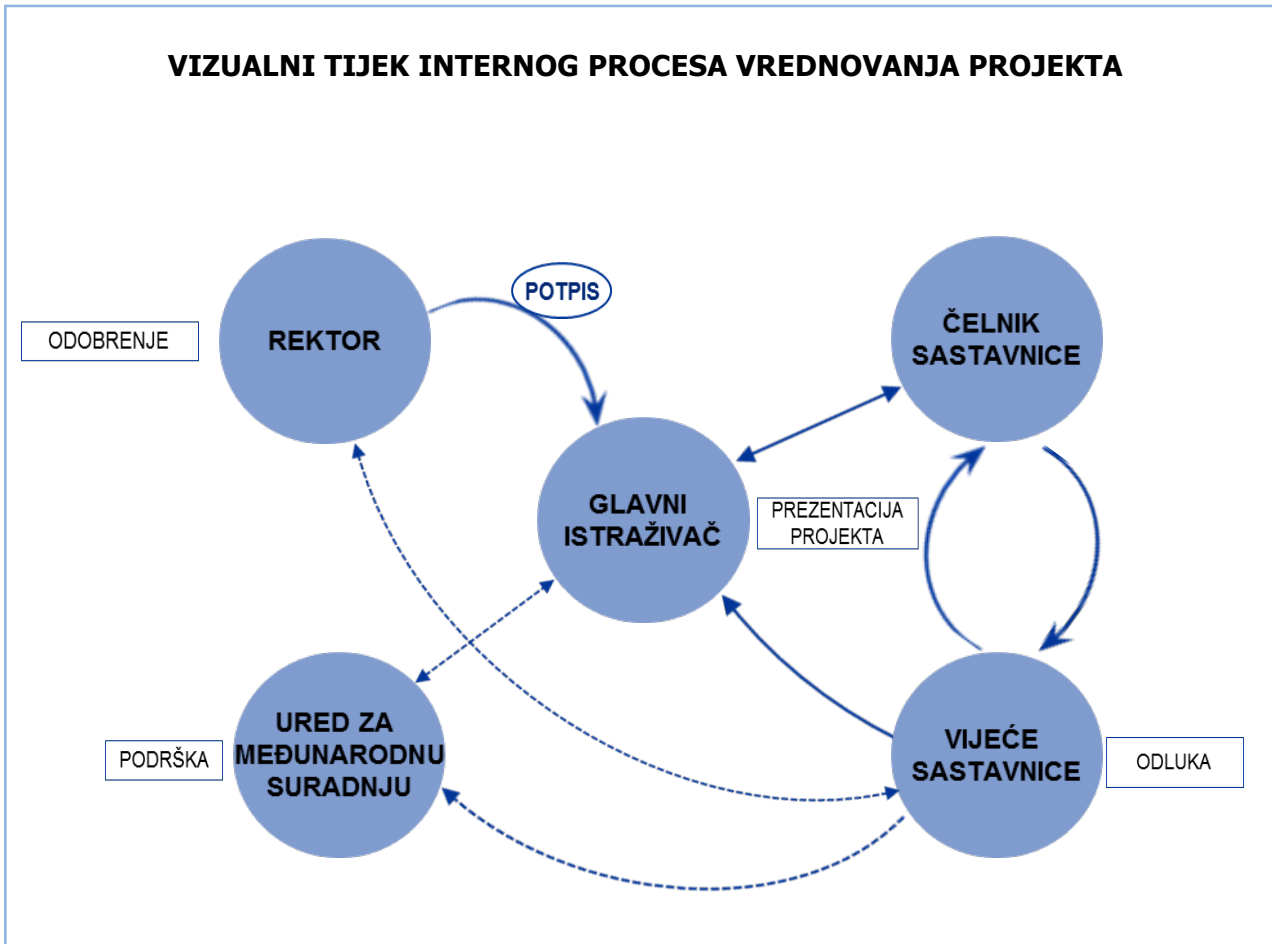 VIZUALNI TIJEK INTERNOG PROCESA VREDNOVANJA PROJEKTA
POTPIS
ODOBRENJE
REKTOR
ČELNIK
SASTAVNICE
GLAVNI
ISTRAŽIVAČ
PREZENTACIJA
PROJEKTA
PODRŠKA
URED ZA
MEĐUNARODNU
SURADNJU
VIJEĆE
SASTAVNICE
ODLUKA